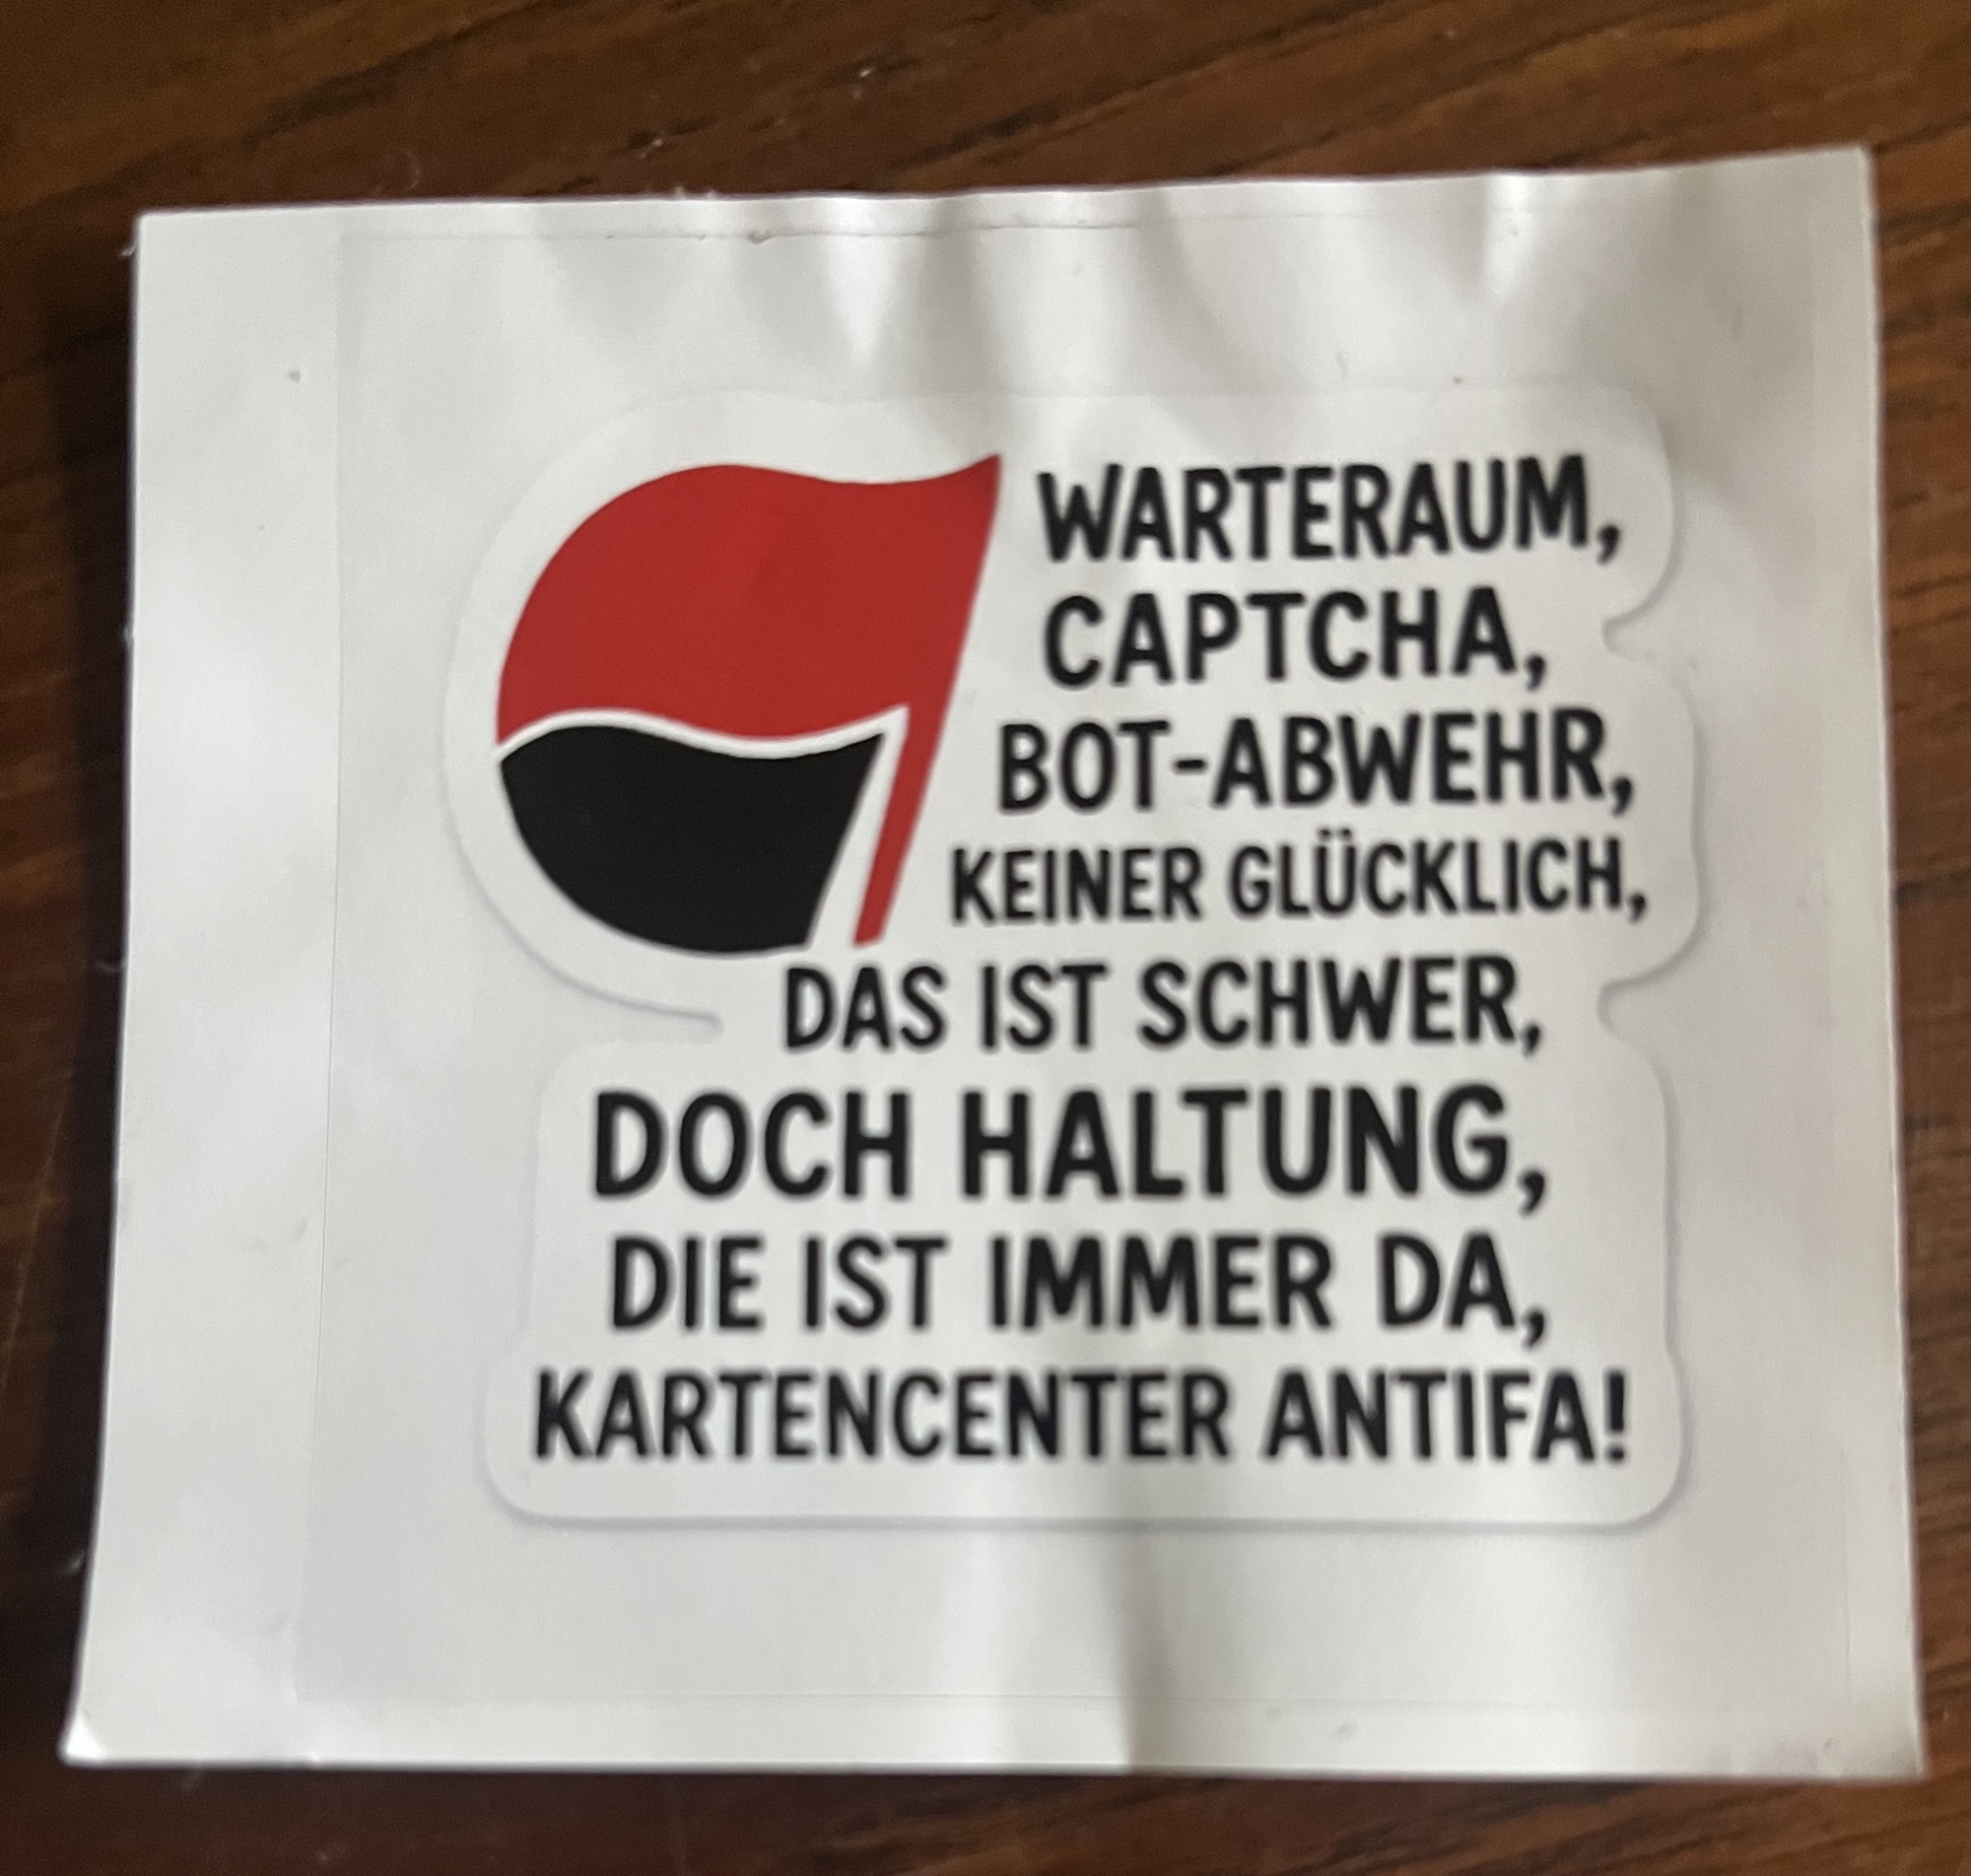 WARTERAUM,
CAPTCHA,
BOT-ABWEHR,
KEINER GLÜCKLICH,
DAS IST SCHWER,
DOCH HALTUNG,
DIE IST IMMER DA,
KARTENCENTER ANTIFA!